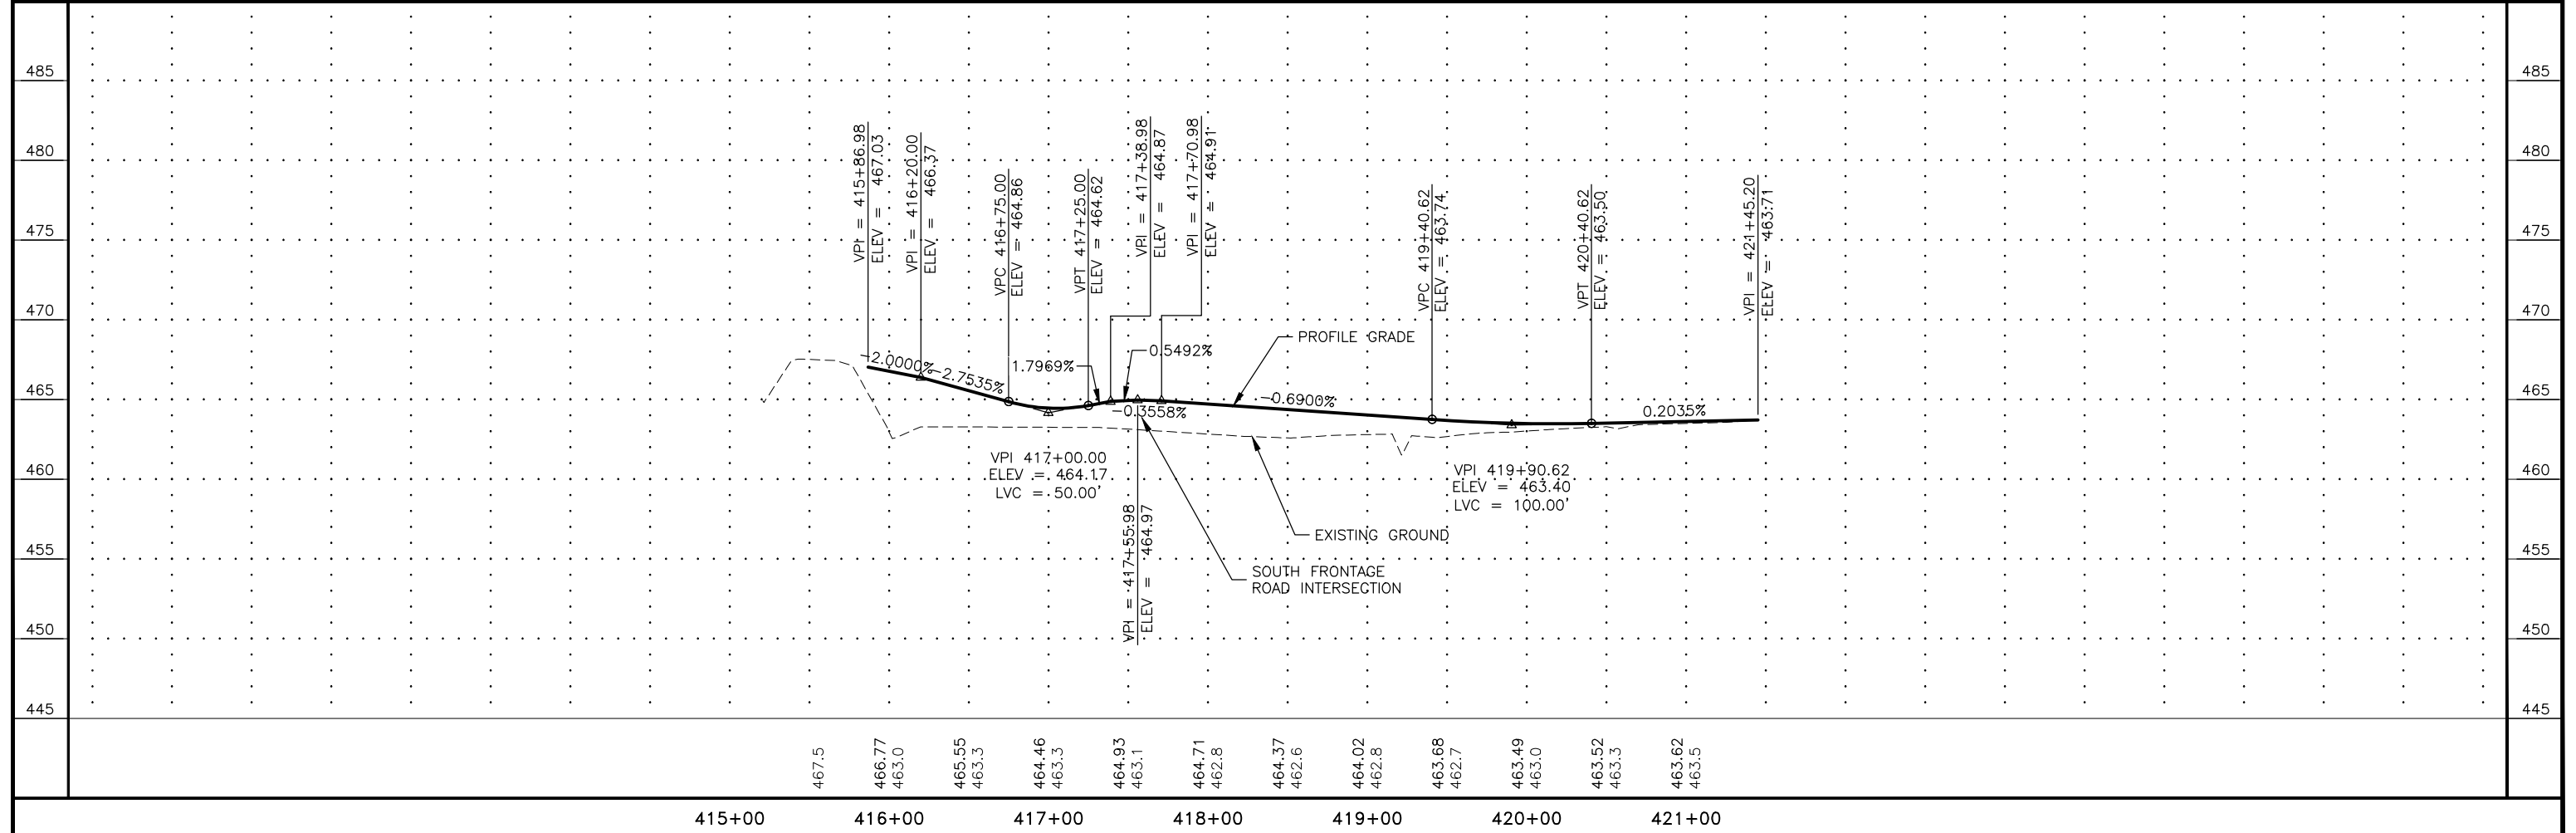 485
485
480
480
475
475
470
470
465
465
460
460
455
455
450
450
445
445
VPI = 415+86.98
ELEV = 467.03
VPI = 416+20.00
ELEV = 466.37
VPC 416+75.00
ELEV = 464.86
VPT 417+25.00
ELEV = 464.62
VPI = 417+38.98
ELEV = 464.87
VPI = 417+70.98
ELEV = 464.91
VPC 419+40.62
ELEV = 463.74
VPT 420+40.62
ELEV = 463.50
VPI = 421+45.20
ELEV = 463.71
-2.0000%
-2.7535%
1.7969%
0.5492%
-0.3558%
PROFILE GRADE
-0.6900%
0.2035%
VPI 417+00.00
ELEV = 464.17
LVC = 50.00'
VPI 419+90.62
ELEV = 463.40
LVC = 100.00'
VPI = 417+55.98
ELEV = 464.97
EXISTING GROUND
SOUTH FRONTAGE
ROAD INTERSECTION
467.5
466.77
463.0
465.55
463.3
464.46
463.3
464.93
463.1
464.71
462.8
464.37
462.6
464.02
462.8
463.68
462.7
463.49
463.0
463.52
463.3
463.62
463.5
415+00
416+00
417+00
418+00
419+00
420+00
421+00